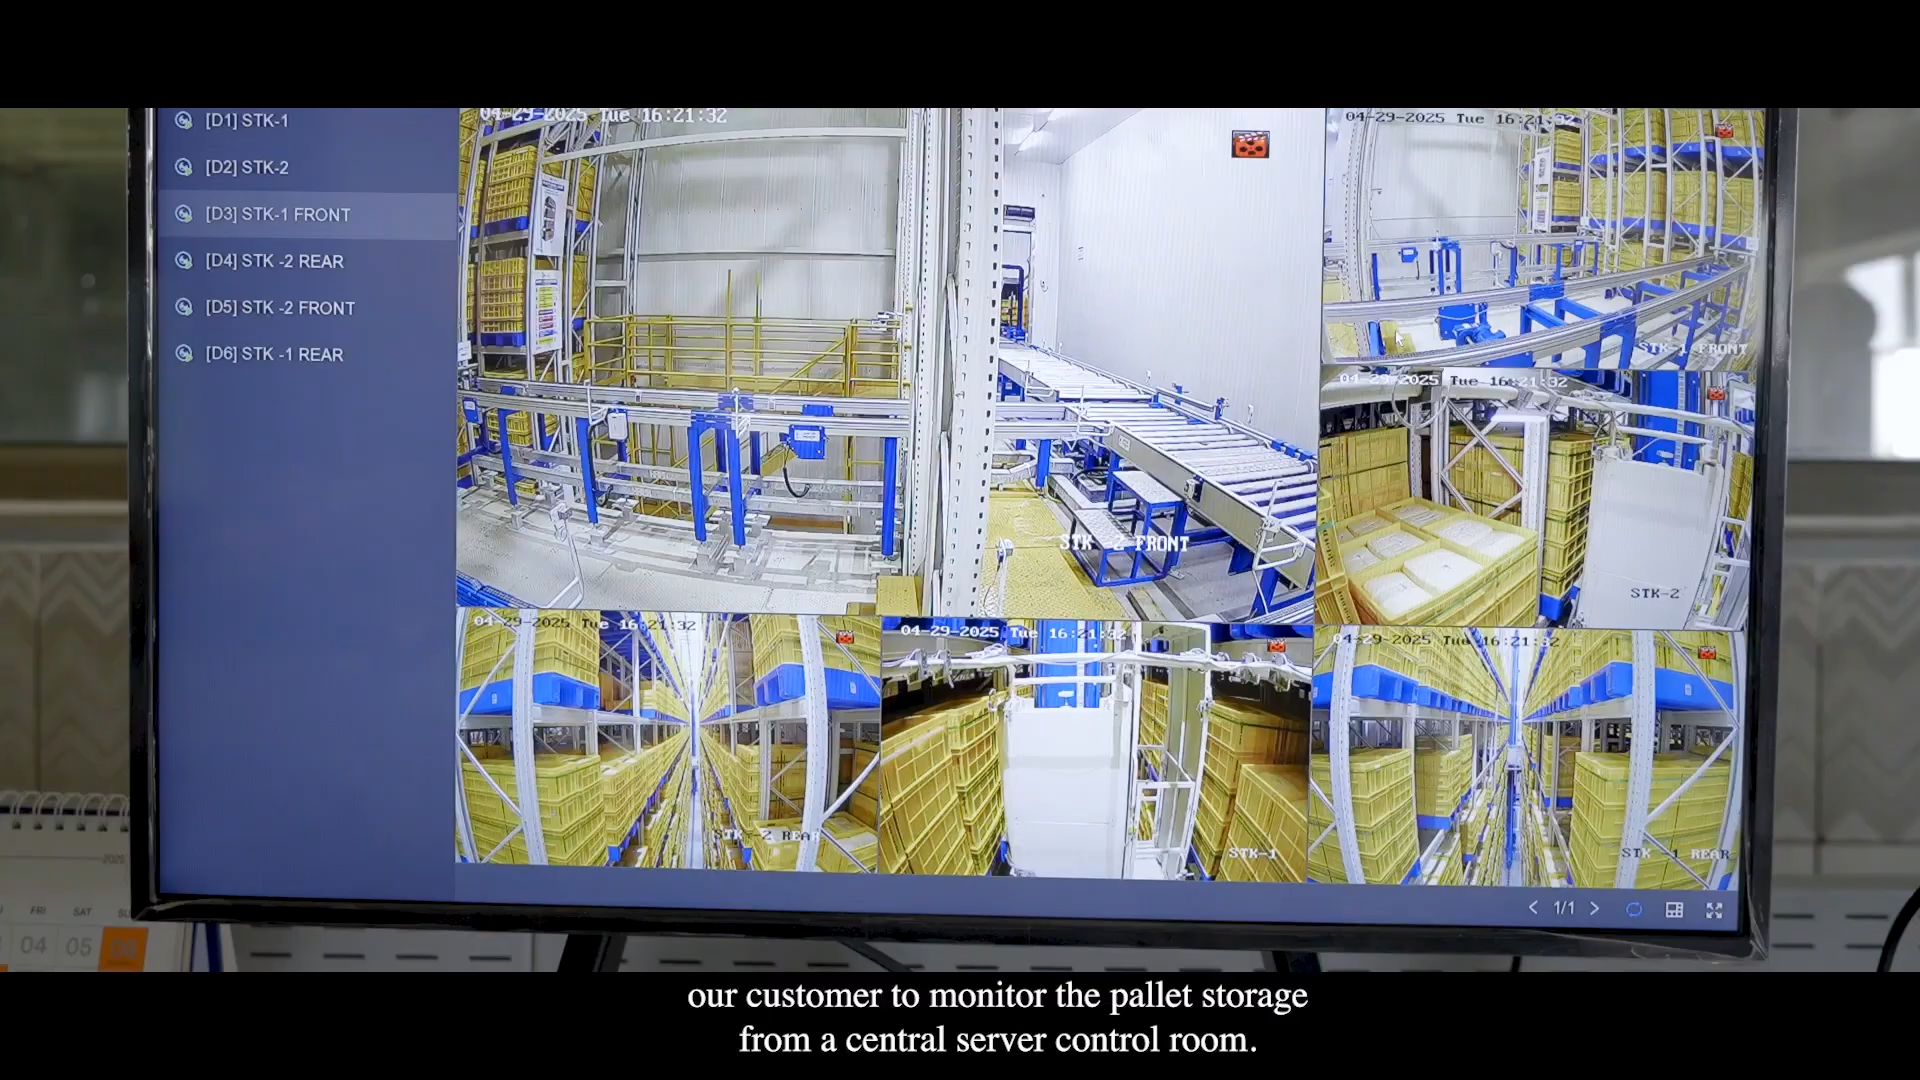 [D1] STK-1
[D2] STK-2
[D3] STK-1 FRONT
[D4] STK -2 REAR
[D5] STK -2 FRONT
[D6] STK -1 REAR
04-29-2025 Tue 16:21:32
STK -2 FRONT
04-29-2025 Tue 16:21:32
STK-1 FRONT
04-29-2025 Tue 16:21:32
STK-2
04-29-2025 Tue 16:21:32
STK -2 REAR
04-29-2025 Tue 16:21:32
STK-1
04-29-2025 Tue 16:21:32
STK -1 REAR
1/1
2025
FRI SAT
04 05 06
our customer to monitor the pallet storage
from a central server control room.